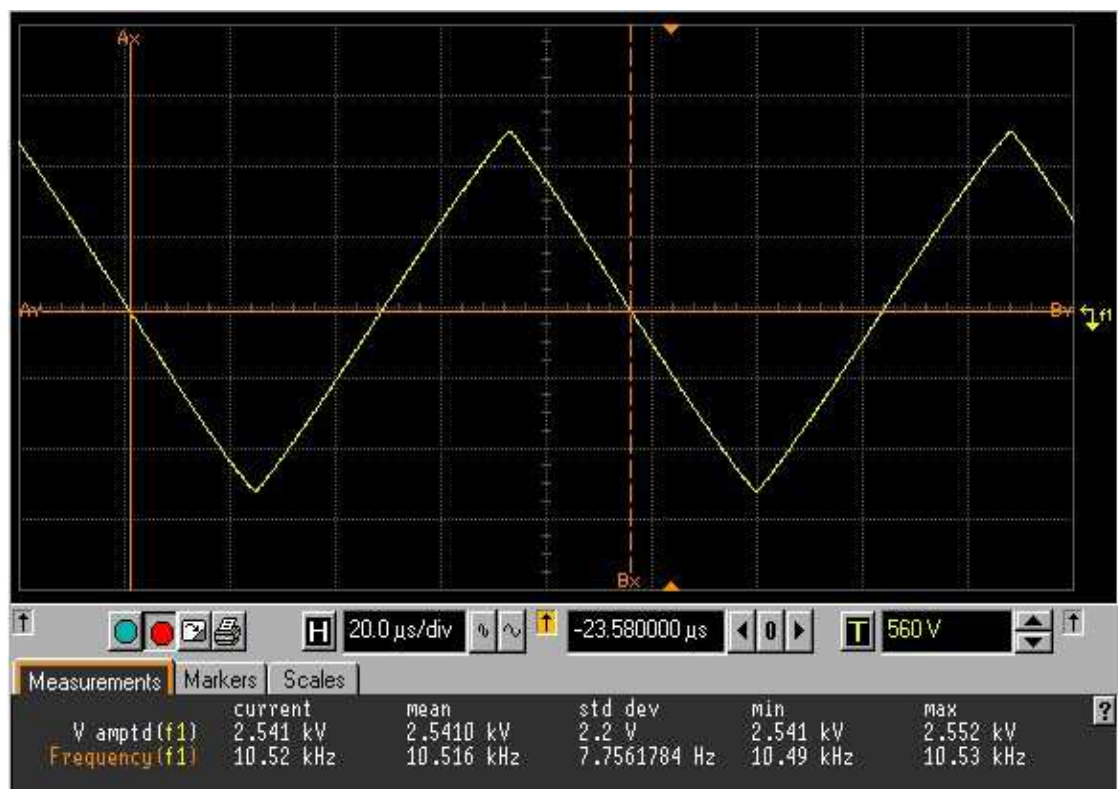 Ax
Ay
By
f1
Bx
H 20.0 µs/div -23.580000 µs 0 T 560 V
Measurements Markers Scales
current mean std dev min max ?
V amptd(f1) 2.541 kV 2.5410 kV 2.2 V 2.541 kV 2.552 kV
Frequency(f1) 10.52 kHz 10.516 kHz 7.7561784 Hz 10.49 kHz 10.53 kHz